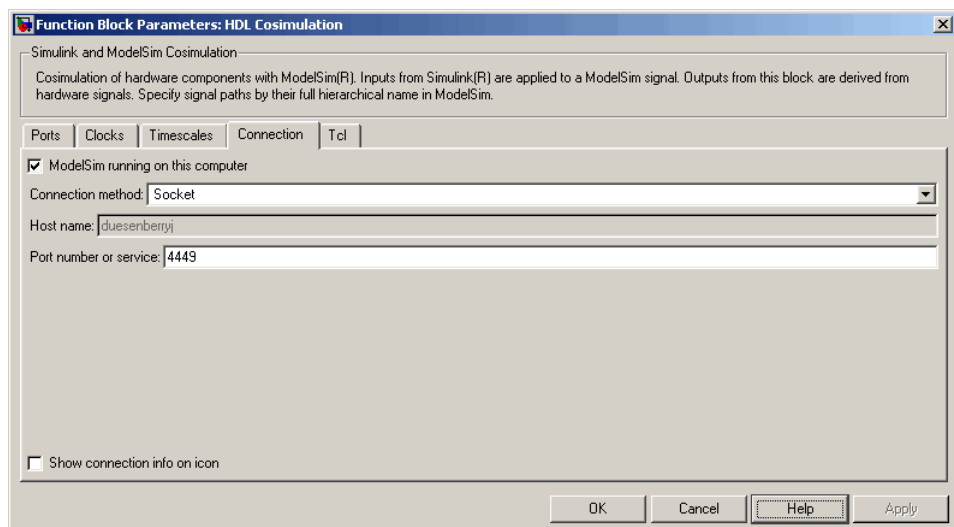 Function Block Parameters: HDL Cosimulation
Simulink and ModelSim Cosimulation
Cosimulation of hardware components with ModelSim(R). Inputs from Simulink(R) are applied to a ModelSim signal. Outputs from this block are derived from
hardware signals. Specify signal paths by their full hierarchical name in ModelSim.
Ports Clocks Timescales Connection Tcl
ModelSim running on this computer
Connection method: Socket
Host name: duesenberryj
Port number or service: 4449
Show connection info on icon
OK Cancel Help Apply